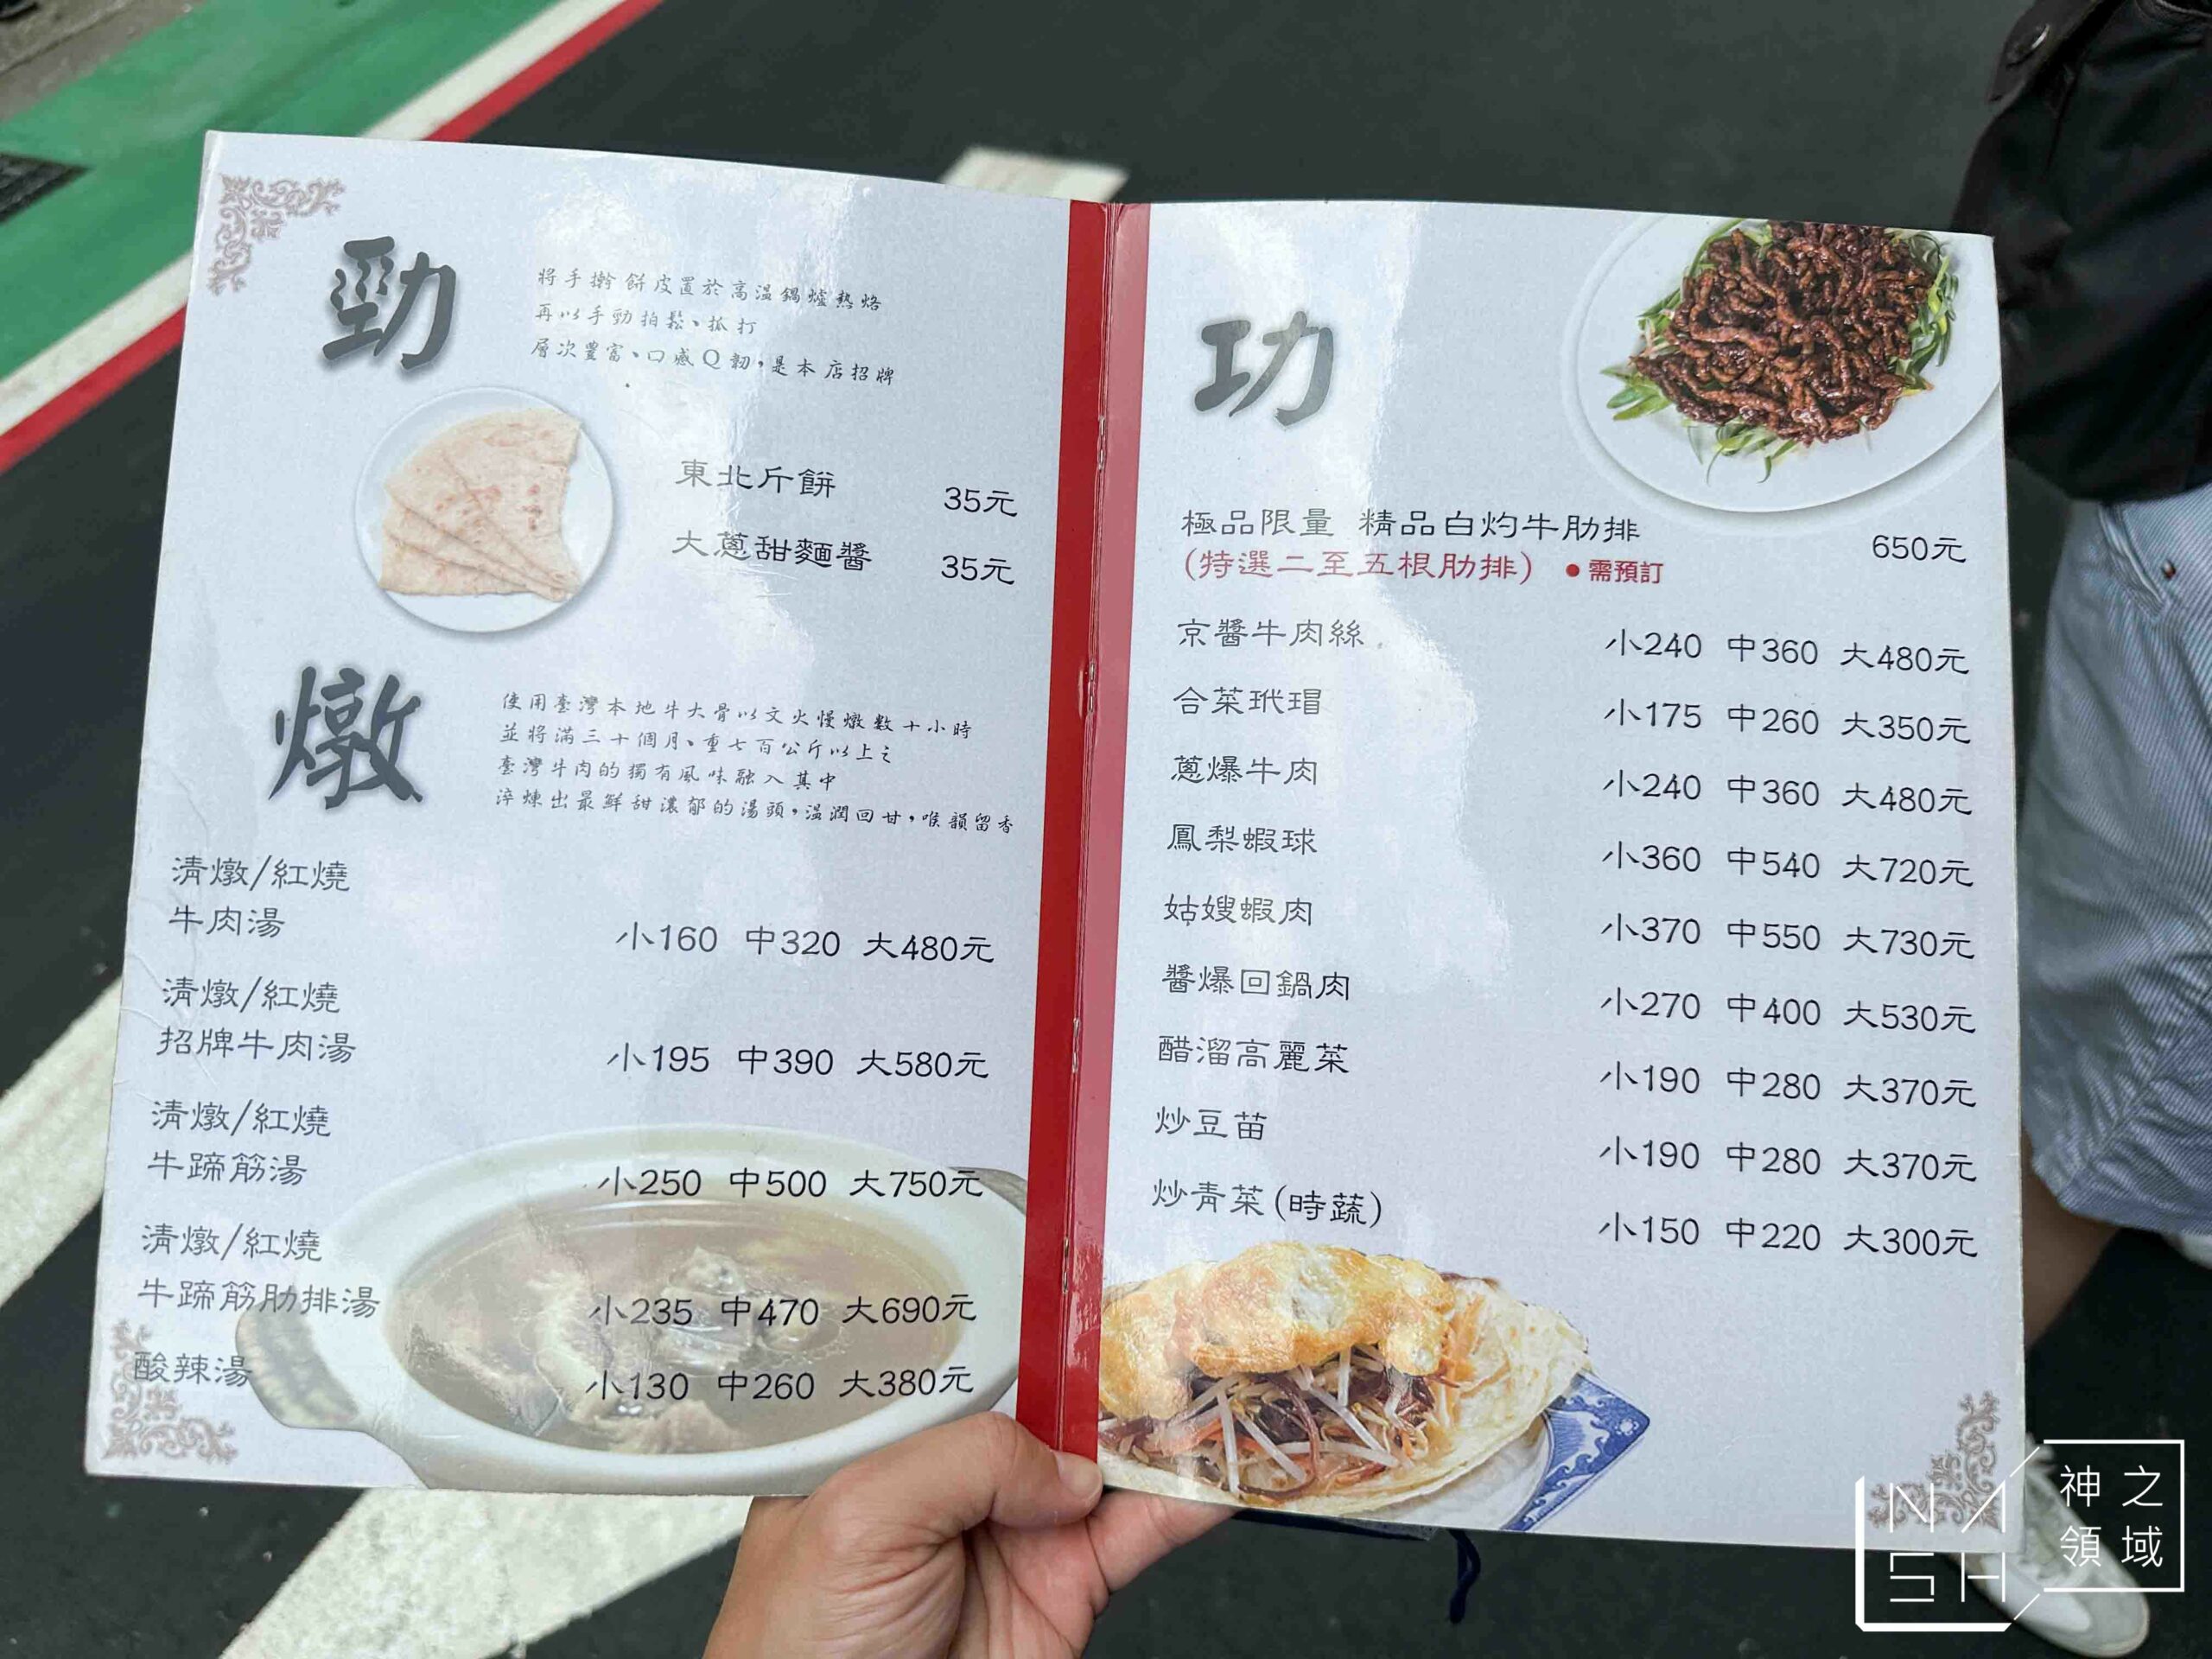 勁
將手擀餅皮置於高溫鍋爐熱烙
再以手勁拍鬆、抓打
層次豐富、口感Q韌，是本店招牌
東北斤餅 35元
大蔥甜麵醬 35元
燉
使用臺灣本地牛大骨以文火慢燉數十小時
並將滿三十個月、重七百公斤以上之
臺灣牛肉的獨有風味融入其中
淬煉出最鮮甜濃郁的湯頭，溫潤回甘，喉韻留香
清燉/紅燒
牛肉湯 小160 中320 大480元
清燉/紅燒
招牌牛肉湯 小195 中390 大580元
清燉/紅燒
牛蹄筋湯 小250 中500 大750元
清燉/紅燒
牛蹄筋肋排湯 小235 中470 大690元
酸辣湯 小130 中260 大380元
功
極品限量 精品白灼牛肋排 650元
(特選二至五根肋排) ●需預訂
京醬牛肉絲 小240 中360 大480元
合菜玳瑁 小175 中260 大350元
蔥爆牛肉 小240 中360 大480元
鳳梨蝦球 小360 中540 大720元
姑嫂蝦肉 小370 中550 大730元
醬爆回鍋肉 小270 中400 大530元
醋溜高麗菜 小190 中280 大370元
炒豆苗 小190 中280 大370元
炒青菜(時蔬) 小150 中220 大300元
NASH
神之
領域